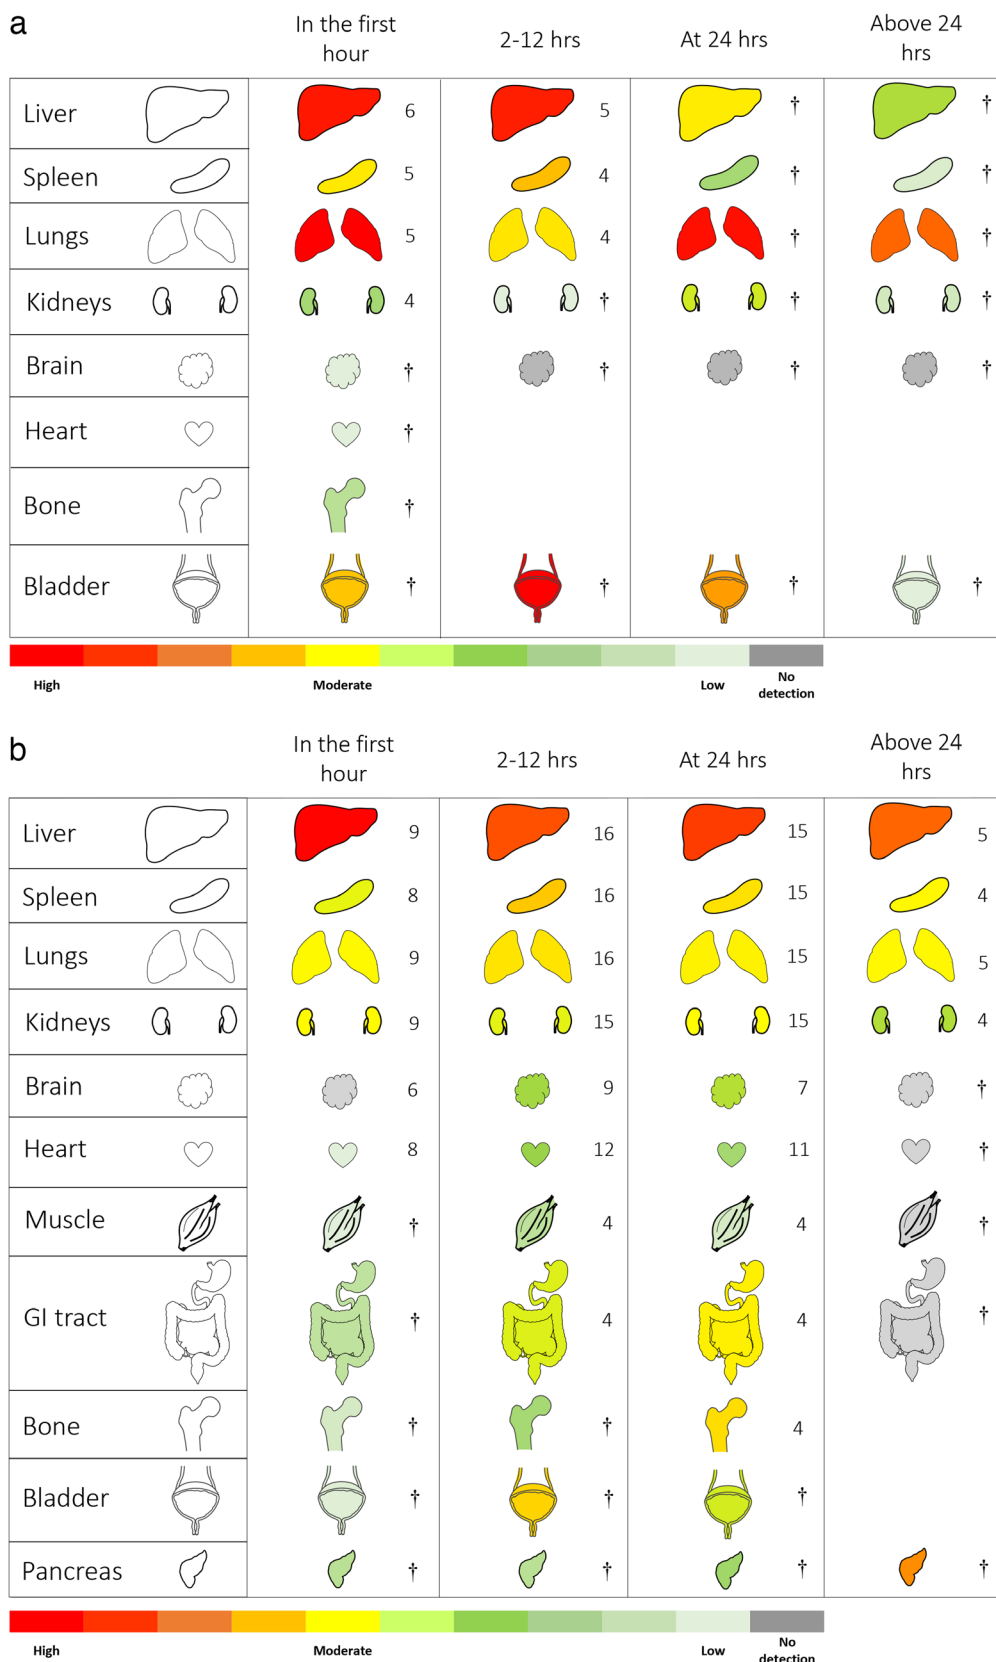 a
In the first
hour
2-12 hrs
At 24 hrs
Above 24
hrs
Liver 6 5 † †
Spleen 5 4 † †
Lungs 5 4 † †
Kidneys 4 † † †
Brain † † † †
Heart †
Bone †
Bladder † † † †
High Moderate Low No
detection
b
In the first
hour
2-12 hrs
At 24 hrs
Above 24
hrs
Liver 9 16 15 5
Spleen 8 16 15 4
Lungs 9 16 15 5
Kidneys 9 15 15 4
Brain 6 9 7 †
Heart 8 12 11 †
Muscle † 4 4 †
GI tract † 4 4 †
Bone † † 4
Bladder † † †
Pancreas † † † †
High Moderate Low No
detection